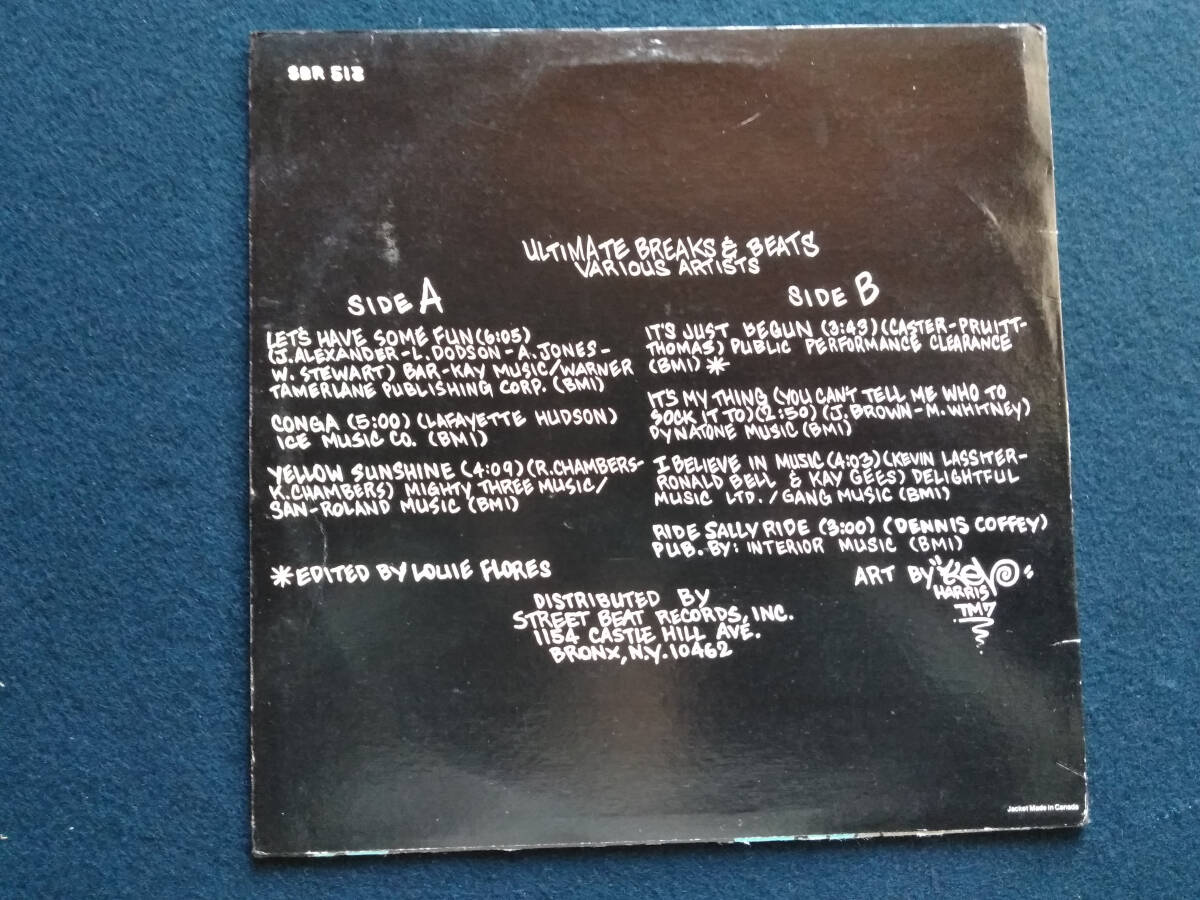 SBR 513
ULTIMATE BREAKS & BEATS
VARIOUS ARTISTS
SIDE A
LET'S HAVE SOME FUN (6:05)
(J. ALEXANDER-L. DODSON-A. JONES-
W. STEWART) BAR-KAY MUSIC/WARNER
TAMERLANE PUBLISHING CORP. (BMI)
CONGA (5:00) (LAFAYETTE HUDSON)
ICE MUSIC CO. (BMI)
YELLOW SUNSHINE (4:09) (R. CHAMBERS-
K. CHAMBERS) MIGHTY THREE MUSIC/
SAN-ROLAND MUSIC (BMI)
*EDITED BY LOUIE FLORES
SIDE B
IT'S JUST BEGUN (3:43) (CASTER-PRUITT-
THOMAS) PUBLIC PERFORMANCE CLEARANCE
(BMI) *
IT'S MY THING (YOU CAN'T TELL ME WHO TO
SOCK IT TO) (2:50) (J. BROWN-M. WHITNEY)
DYNATONE MUSIC (BMI)
I BELIEVE IN MUSIC (4:03) (KEVIN LASSITER-
RONALD BELL & KAY GEES) DELIGHTFUL
MUSIC LTD. / GANG MUSIC (BMI)
RIDE SALLY RIDE (3:00) (DENNIS COFFEY)
PUB. BY: INTERIOR MUSIC (BMI)
ART BY "KEV"
HARRIS
TM7
DISTRIBUTED BY
STREET BEAT RECORDS, INC.
1154 CASTLE HILL AVE.
BRONX, N.Y. 10462
Jacket Made in Canada